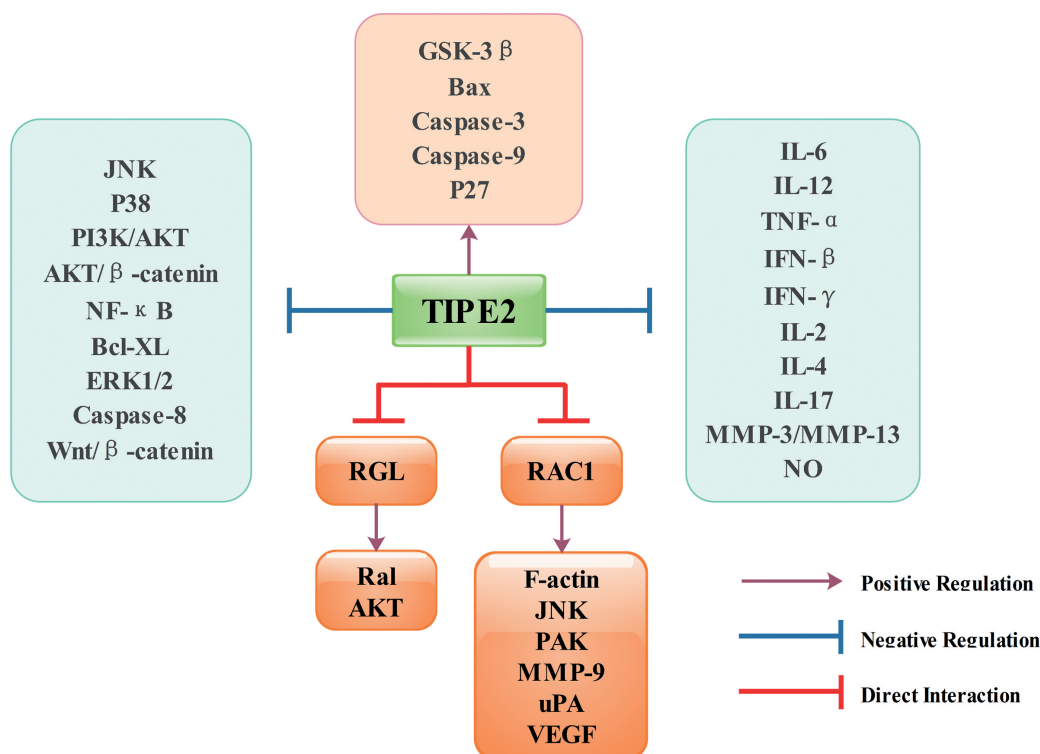 GSK-3β
Bax
Caspase-3
Caspase-9
P27
JNK
P38
PI3K/AKT
AKT/β-catenin
NF-κB
Bcl-XL
ERK1/2
Caspase-8
Wnt/β-catenin
TIPE2
IL-6
IL-12
TNF-α
IFN-β
IFN-γ
IL-2
IL-4
IL-17
MMP-3/MMP-13
NO
RGL
RAC1
Ral
AKT
F-actin
JNK
PAK
MMP-9
uPA
VEGF
Positive Regulation
Negative Regulation
Direct Interaction